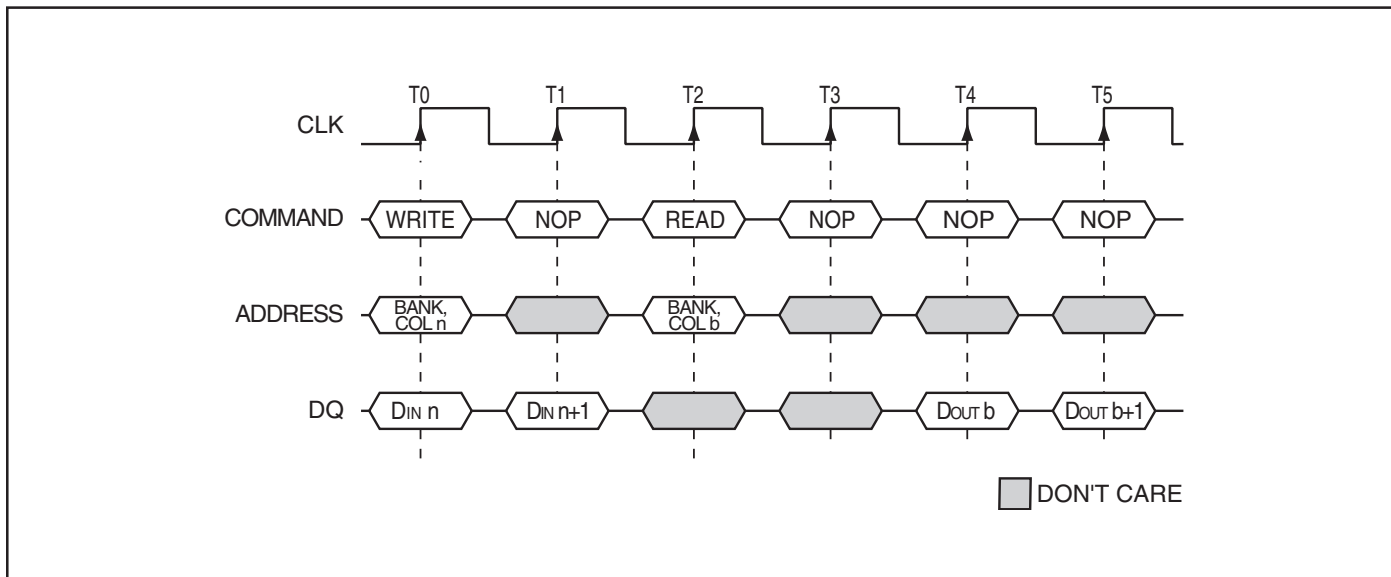 T0 T1 T2 T3 T4 T5
CLK
COMMAND WRITE NOP READ NOP NOP NOP
ADDRESS BANK, COL n BANK, COL b
DQ DIN n DIN n+1 DOUT b DOUT b+1
DON'T CARE